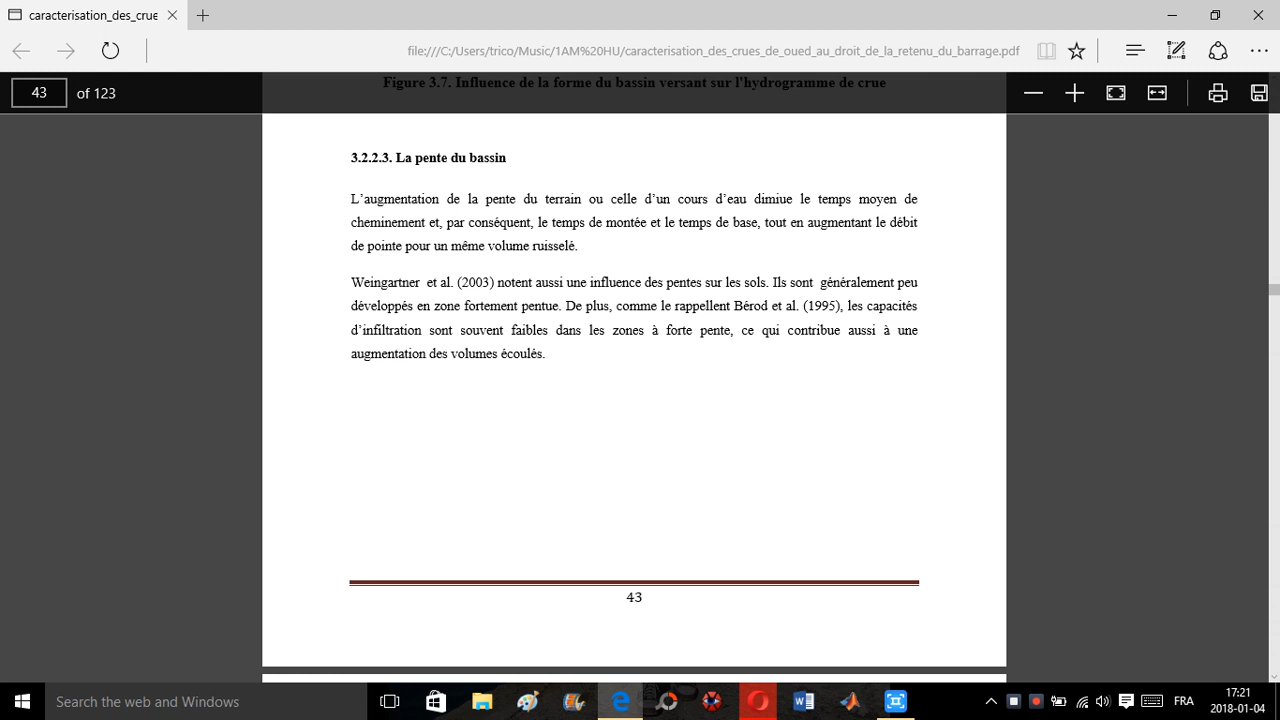 caracterisation_des_crue
file:///C:/Users/trico/Music/1AM%20HU/caracterisation_des_crues_de_oued_au_droit_de_la_retenu_du_barrage.pdf
Figure 3.7. Influence de la forme du bassin versant sur l'hydrogramme de crue
43 of 123
3.2.2.3. La pente du bassin
L'augmentation de la pente du terrain ou celle d'un cours d'eau dimiue le temps moyen de
cheminement et, par conséquent, le temps de montée et le temps de base, tout en augmentant le débit
de pointe pour un même volume ruisselé.
Weingartner et al. (2003) notent aussi une influence des pentes sur les sols. Ils sont généralement peu
développés en zone fortement pentue. De plus, comme le rappellent Bérod et al. (1995), les capacités
d'infiltration sont souvent faibles dans les zones à forte pente, ce qui contribue aussi à une
augmentation des volumes écoulés.
43
Search the web and Windows
FRA
17:21
2018-01-04